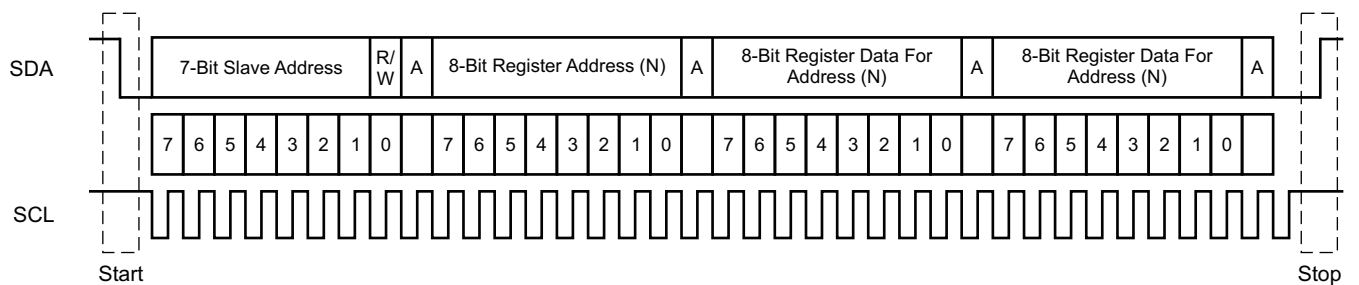 SDA
7-Bit Slave Address
R/
W
A
8-Bit Register Address (N)
A
8-Bit Register Data For
Address (N)
A
8-Bit Register Data For
Address (N)
A
7 6 5 4 3 2 1 0 7 6 5 4 3 2 1 0 7 6 5 4 3 2 1 0 7 6 5 4 3 2 1 0
SCL
Start
Stop